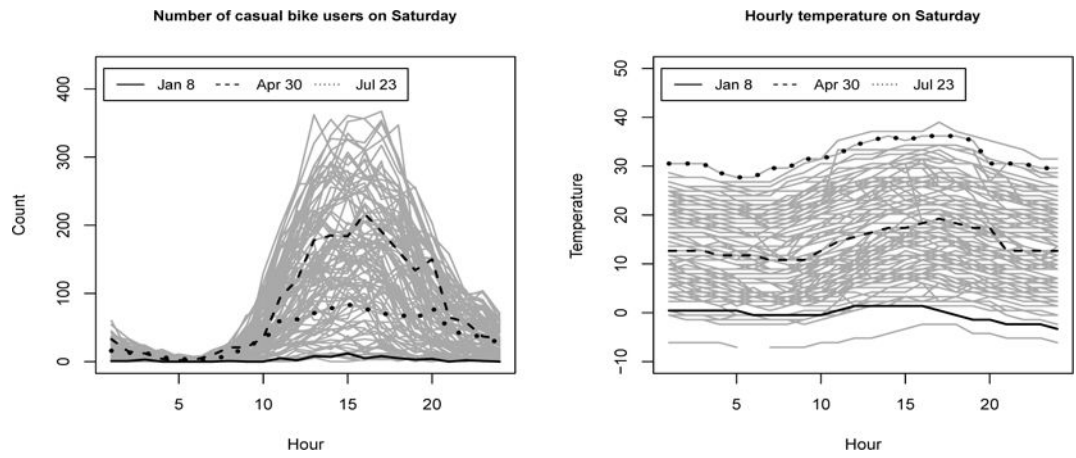 Number of casual bike users on Saturday
Jan 8 Apr 30 Jul 23
400
300
200
100
0
Count
5 10 15 20
Hour
Hourly temperature on Saturday
Jan 8 Apr 30 Jul 23
50
40
30
20
10
0
−10
Temperature
5 10 15 20
Hour